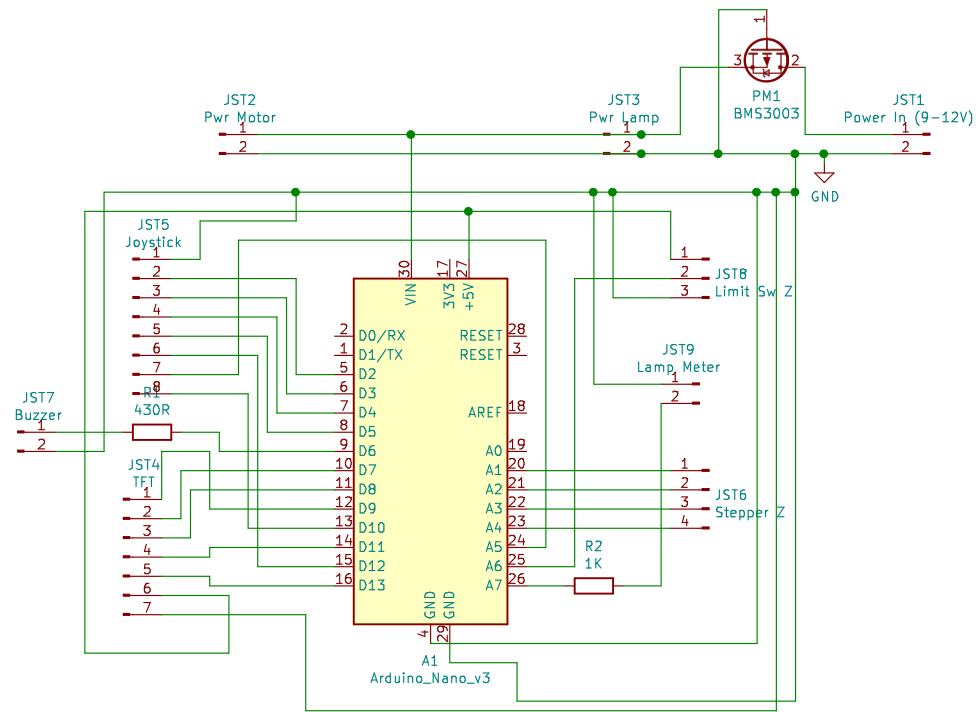 1
3
2
PM1
BMS3003
JST2
Pwr Motor
1
2
JST3
Pwr Lamp
1
2
JST1
Power In (9-12V)
1
2
GND
JST5
Joystick
1
2
3
4
5
6
7
8
R1
430R
JST7
Buzzer
1
2
JST4
TFT
1
2
3
4
5
6
7
30
17
27
VIN
3V3
+5V
2 D0/RX
1 D1/TX
5 D2
6 D3
7 D4
8 D5
9 D6
10 D7
11 D8
12 D9
13 D10
14 D11
15 D12
16 D13
RESET 28
RESET 3
AREF 18
A0 19
A1 20
A2 21
A3 22
A4 23
A5 24
A6 25
A7 26
GND
GND
4
29
A1
Arduino_Nano_v3
1
2
3
JST8
Limit Sw Z
JST9
Lamp Meter
1
2
1
2
3
4
JST6
Stepper Z
R2
1K